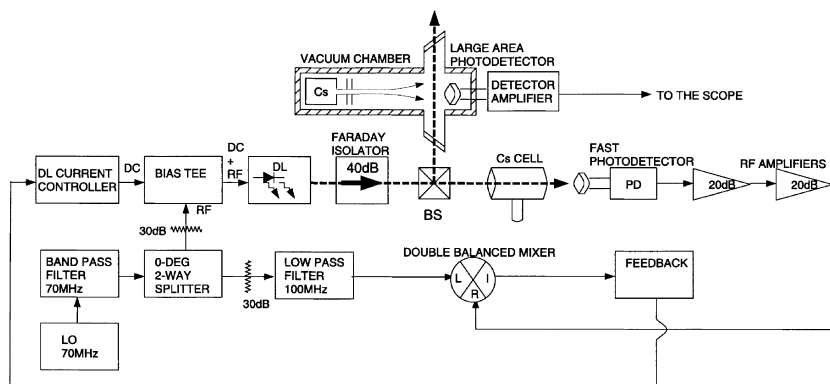 VACUUM CHAMBER
LARGE AREA
PHOTODETECTOR
Cs
DETECTOR
AMPLIFIER
TO THE SCOPE
DL CURRENT
CONTROLLER
DC
BIAS TEE
DC
+
RF
DL
FARADAY
ISOLATOR
40dB
BS
Cs CELL
FAST
PHOTODETECTOR
PD
RF AMPLIFIERS
20dB
20dB
RF
30dB
BAND PASS
FILTER
70MHz
0-DEG
2-WAY
SPLITTER
30dB
LOW PASS
FILTER
100MHz
DOUBLE BALANCED MIXER
L
I
R
FEEDBACK
LO
70MHz